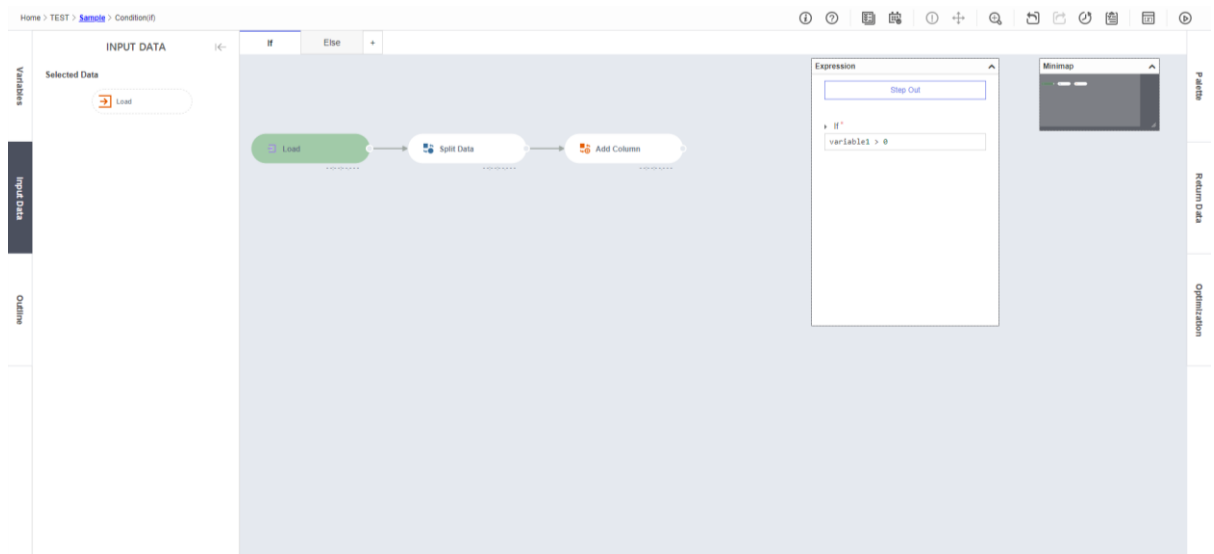 Home > TEST > Sample > Condition(If)
INPUT DATA
If
Else
+
Selected Data
Load
Variables
Input Data
Outline
Load
Split Data
Add Column
Expression
Step Out
If *
variable1 > 0
Minimap
Palette
Return Data
Optimization